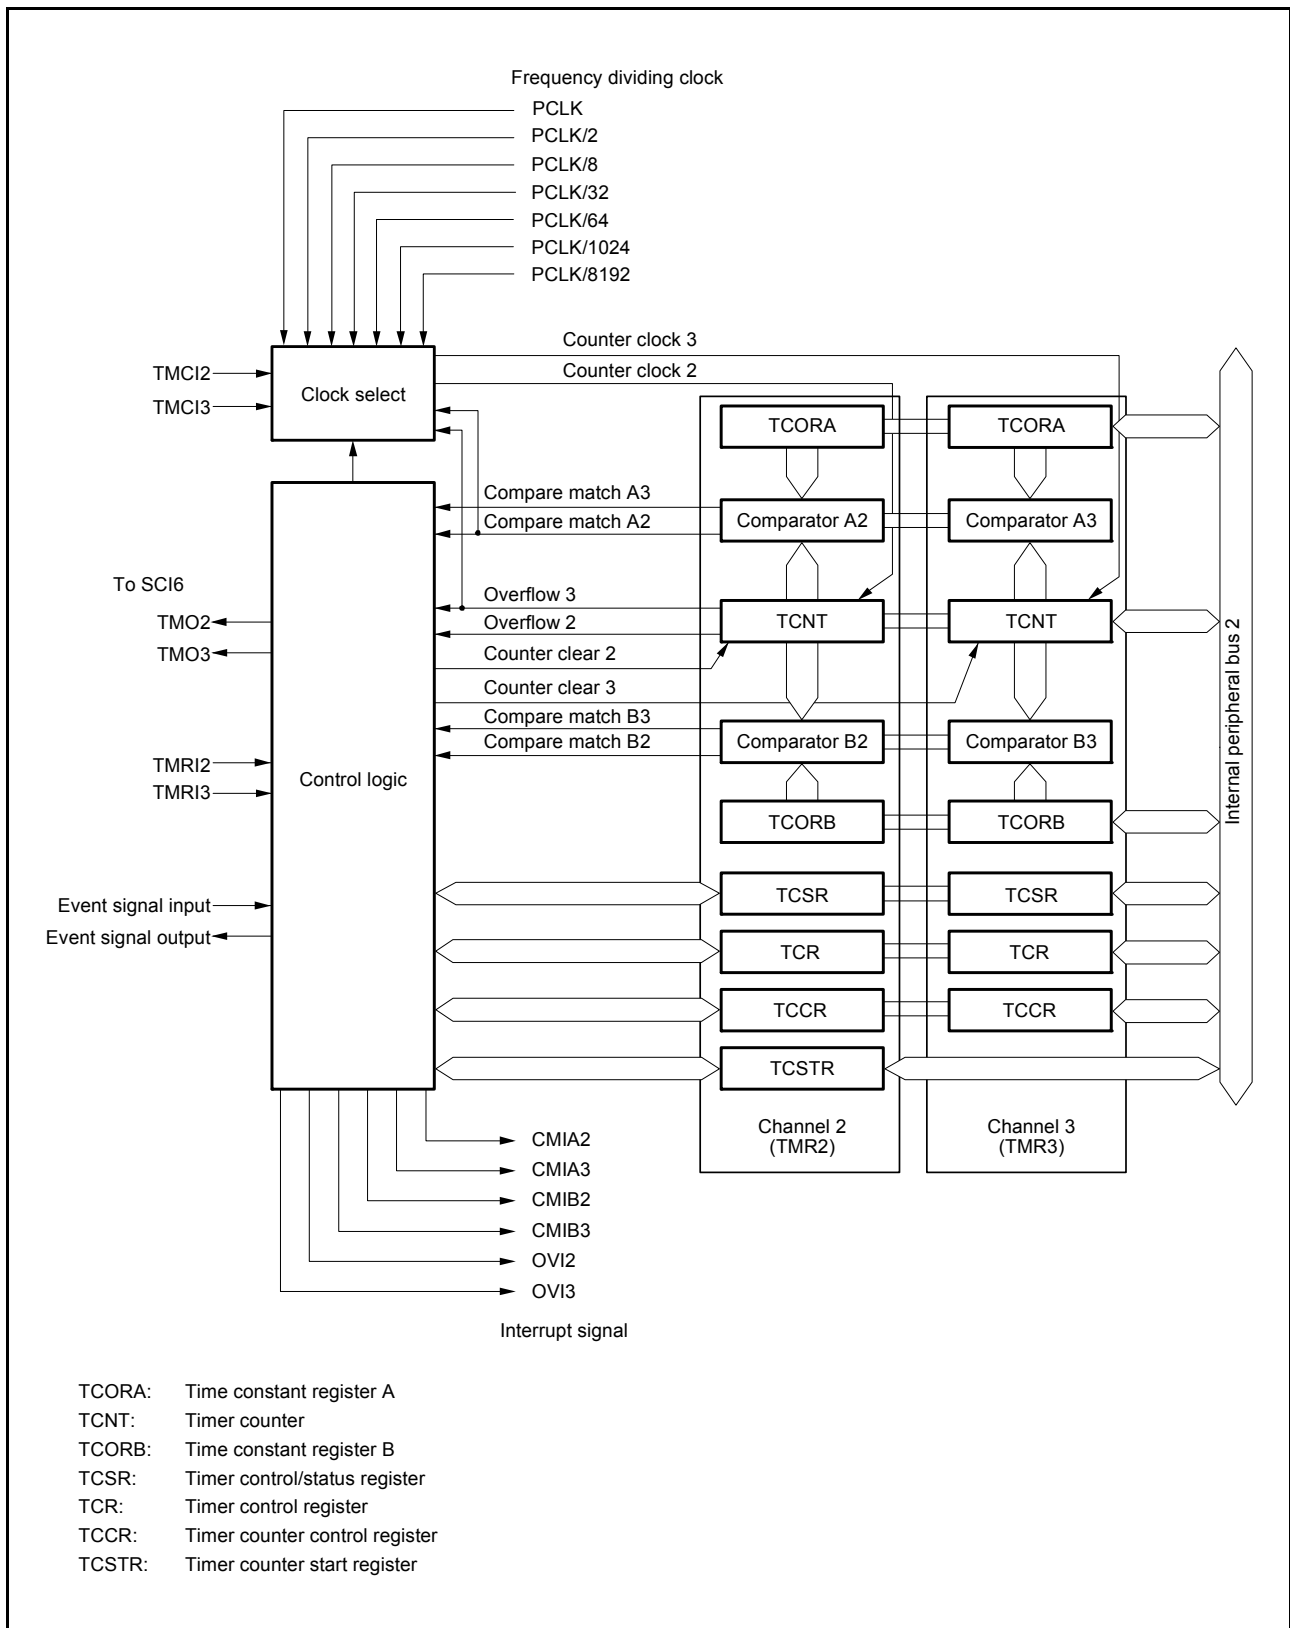 Frequency dividing clock
PCLK
PCLK/2
PCLK/8
PCLK/32
PCLK/64
PCLK/1024
PCLK/8192
Counter clock 3
Counter clock 2
TMCI2
TMCI3
Clock select
TCORA
TCORA
Compare match A3
Compare match A2
Comparator A2
Comparator A3
To SCI6
TMO2
TMO3
Overflow 3
Overflow 2
Counter clear 2
Counter clear 3
TCNT
TCNT
Internal peripheral bus 2
Compare match B3
Compare match B2
Comparator B2
Comparator B3
TMRI2
TMRI3
Control logic
TCORB
TCORB
Event signal input
Event signal output
TCSR
TCSR
TCR
TCR
TCCR
TCCR
TCSTR
Channel 2
(TMR2)
Channel 3
(TMR3)
CMIA2
CMIA3
CMIB2
CMIB3
OVI2
OVI3
Interrupt signal
TCORA: Time constant register A
TCNT: Timer counter
TCORB: Time constant register B
TCSR: Timer control/status register
TCR: Timer control register
TCCR: Timer counter control register
TCSTR: Timer counter start register